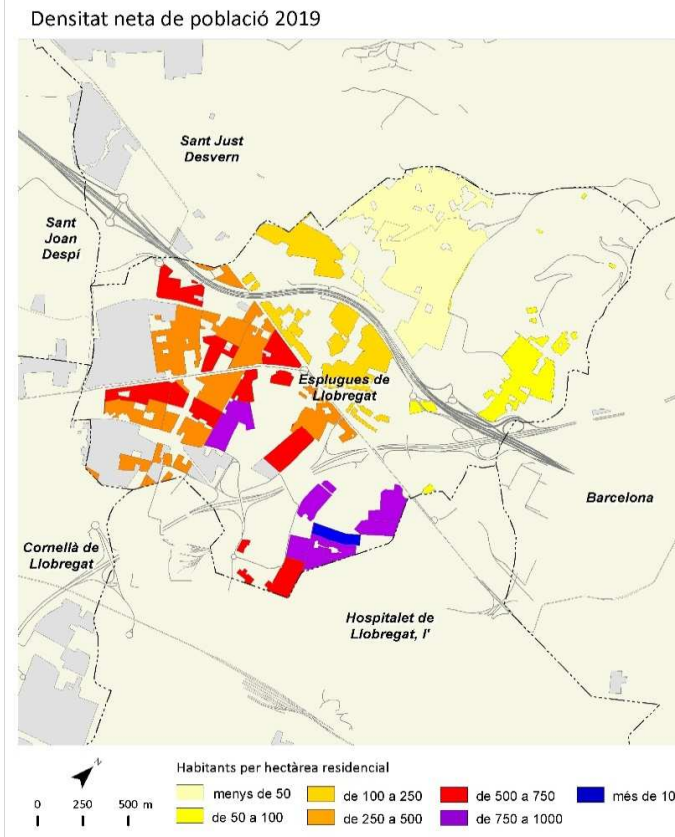 Densitat neta de població 2019
Sant Just
Desvern
Sant
Joan
Despí
Esplugues de
Llobregat
Barcelona
Cornellà de
Llobregat
Hospitalet de
Llobregat, l'
N
Habitants per hectàrea residencial
0 250 500 m
menys de 50
de 100 a 250
de 500 a 750
més de 10
de 50 a 100
de 250 a 500
de 750 a 1000